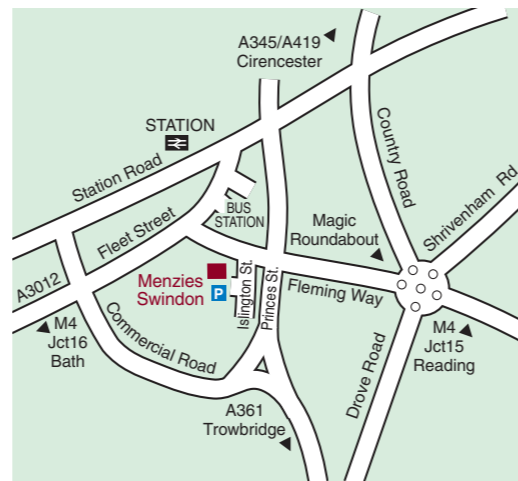 A345/A419
Cirencester
STATION
Station Road
Country Road
Shrivenham Rd
Fleet Street
BUS
STATION
Magic
Roundabout
A3012
Menzies
Swindon
P
Islington St.
Princes St.
Fleming Way
M4
Jct16
Bath
Commercial Road
Drove Road
M4
Jct15
Reading
A361
Trowbridge